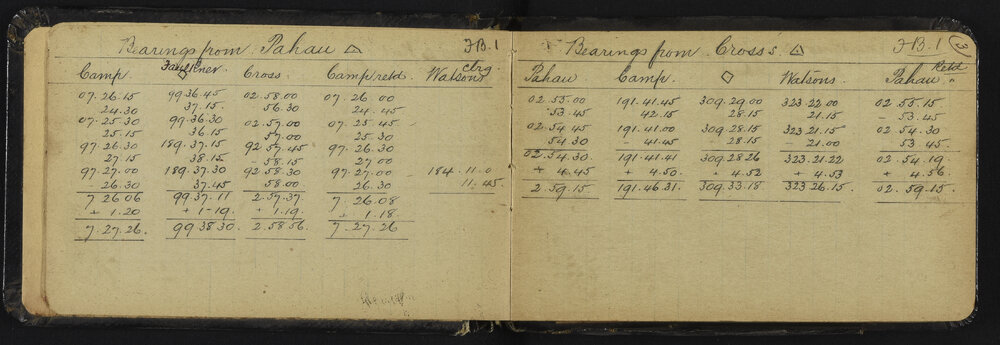 Bearings from Pahau △ FB.1
Camp Faulkner ◇ Cross Camp retd. Watsons clrg
07.26.15 99.36.45 02.58.00 07.26.00
24.30 37.15 56.30 24.45
07.25.30 99.36.30 02.57.00 07.25.45
25.15 36.15 57.00 25.30
97.26.30 189.37.15 92.57.45 97.26.30
27.15 38.15 - 58.15 27.00
97.27.00 189.37.30 92.58.30 97.27.00 - 184.11.0
26.30 37.45 58.00 26.30 11.45
7.26.06 99.37.11 2.57.37 7.26.08
+ 1.20 + 1-19. + 1.19. + 1.18
7.27.26. 99.38.30. 2.58.56. 7.27.26
Bearings from Cross's △ FB.1 3
Pahau Camp. ◇ Watsons Pahau Retd
02.55.00 191.41.45 309.29.00 323.22.00 02.55.15
53.45 42.15 28.15 21.15 - 53.45
02.54.45 191.41.00 309.28.15 323.21.15 02.54.30
54.30 - 41.45 - 28.15 - 21.00 53.45
02.54.30. 191.41.41 309.28.26 323.21.22 02.54.19
+ 4.45 + 4.50. + 4.52 + 4.53 + 4.56.
2.59.15. 191.46.31. 309.33.18 323.26.15. 02.59.15.